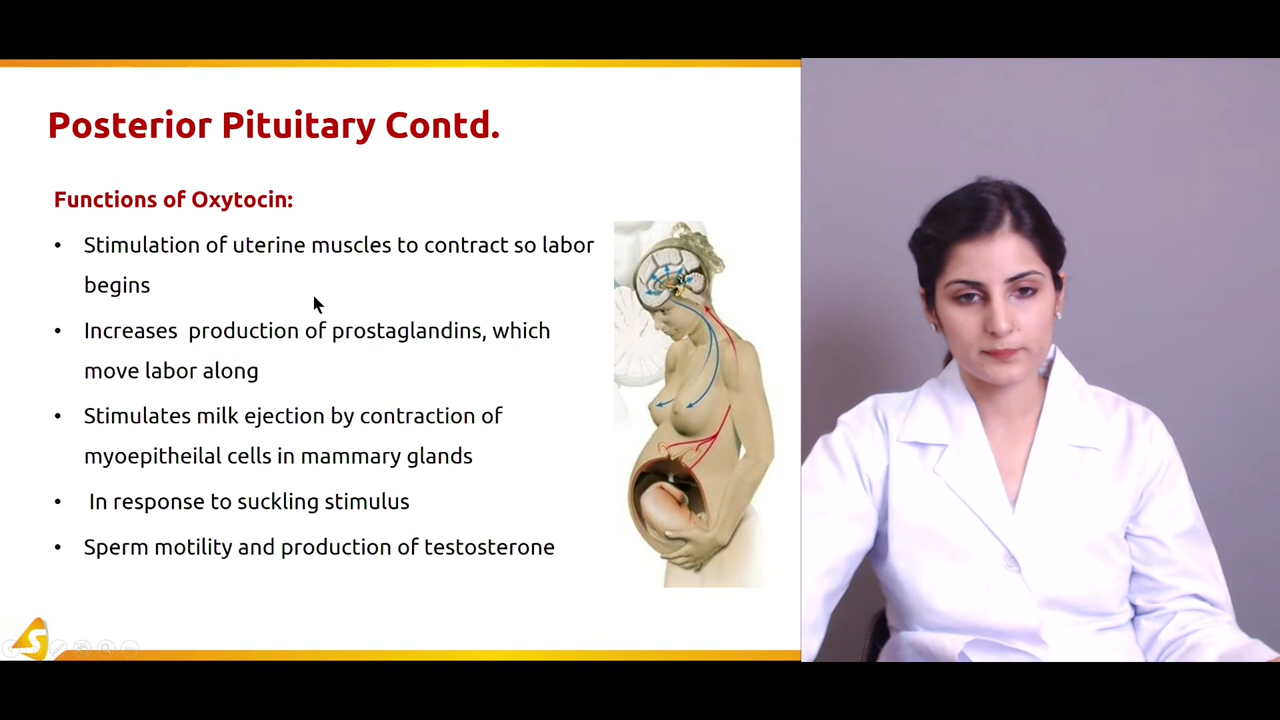 Posterior Pituitary Contd.
Functions of Oxytocin:
• Stimulation of uterine muscles to contract so labor
begins
• Increases production of prostaglandins, which
move labor along
• Stimulates milk ejection by contraction of
myoepitheilal cells in mammary glands
• In response to suckling stimulus
• Sperm motility and production of testosterone
S